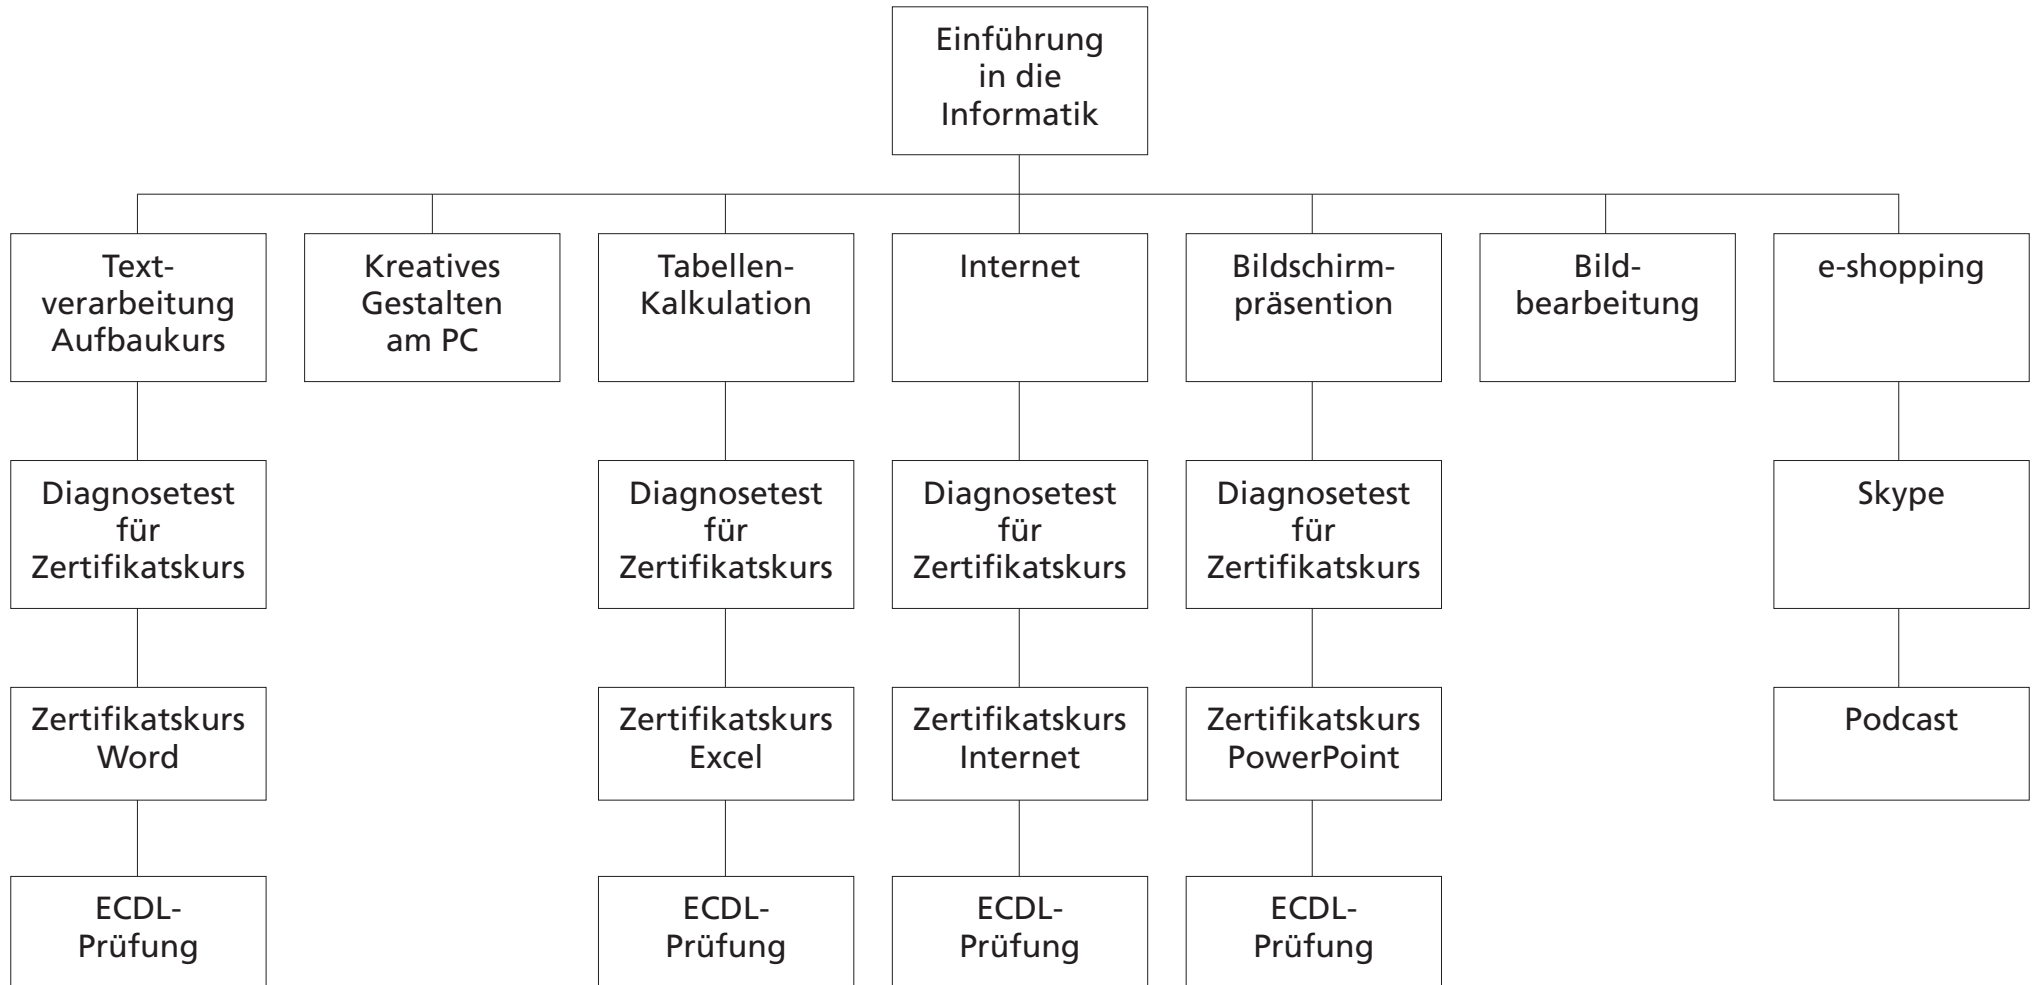 Einführung
in die
Informatik
Text-
verarbeitung
Aufbaukurs
Kreatives
Gestalten
am PC
Tabellen-
Kalkulation
Internet
Bildschirm-
präsention
Bild-
bearbeitung
e-shopping
Diagnosetest
für
Zertifikatskurs
Diagnosetest
für
Zertifikatskurs
Diagnosetest
für
Zertifikatskurs
Diagnosetest
für
Zertifikatskurs
Skype
Zertifikatskurs
Word
Zertifikatskurs
Excel
Zertifikatskurs
Internet
Zertifikatskurs
PowerPoint
Podcast
ECDL-
Prüfung
ECDL-
Prüfung
ECDL-
Prüfung
ECDL-
Prüfung